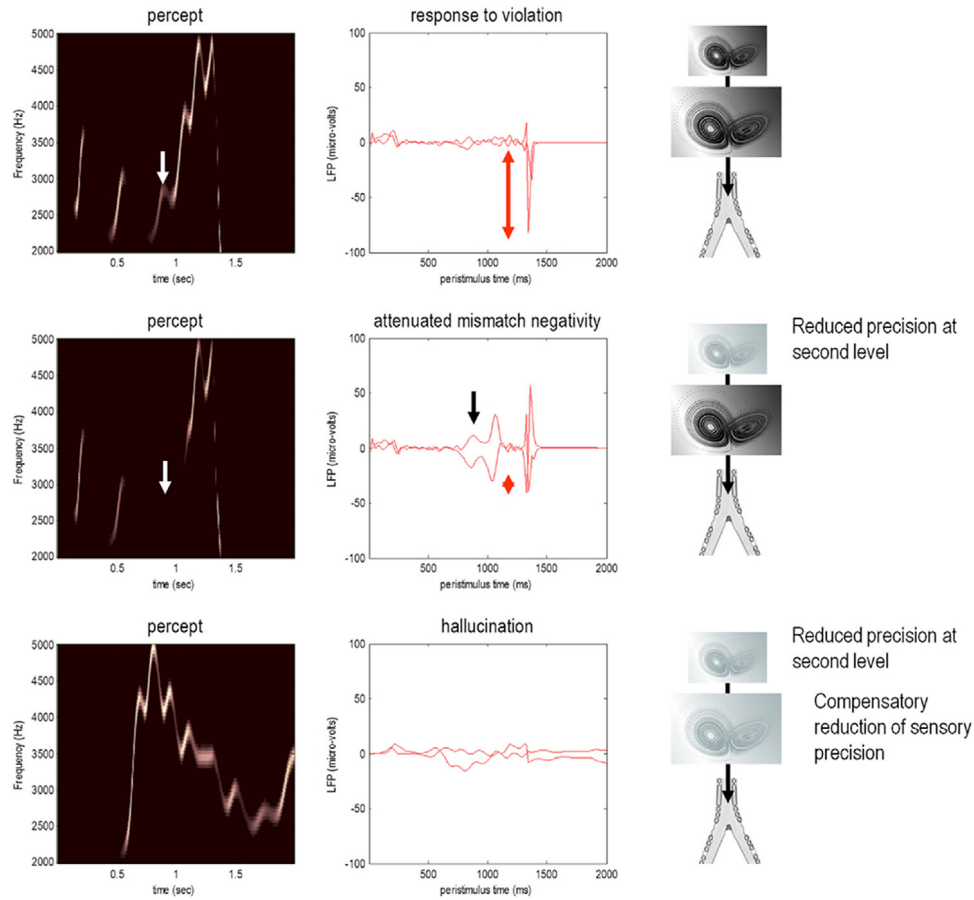 percept
response to violation
5000
4500
4000
3500
3000
2500
2000
Frequency (Hz)
0.5
1
1.5
time (sec)
100
50
0
-50
-100
LFP (micro-volts)
500
1000
1500
2000
peristimulus time (ms)
percept
attenuated mismatch negativity
5000
4500
4000
3500
3000
2500
2000
Frequency (Hz)
0.5
1
1.5
time (sec)
100
50
0
-50
-100
LFP (micro-volts)
500
1000
1500
2000
peristimulus time (ms)
Reduced precision at
second level
percept
hallucination
5000
4500
4000
3500
3000
2500
2000
Frequency (Hz)
0.5
1
1.5
time (sec)
100
50
0
-50
-100
LFP (micro-volts)
500
1000
1500
2000
peristimulus time (ms)
Reduced precision at
second level
Compensatory
reduction of sensory
precision